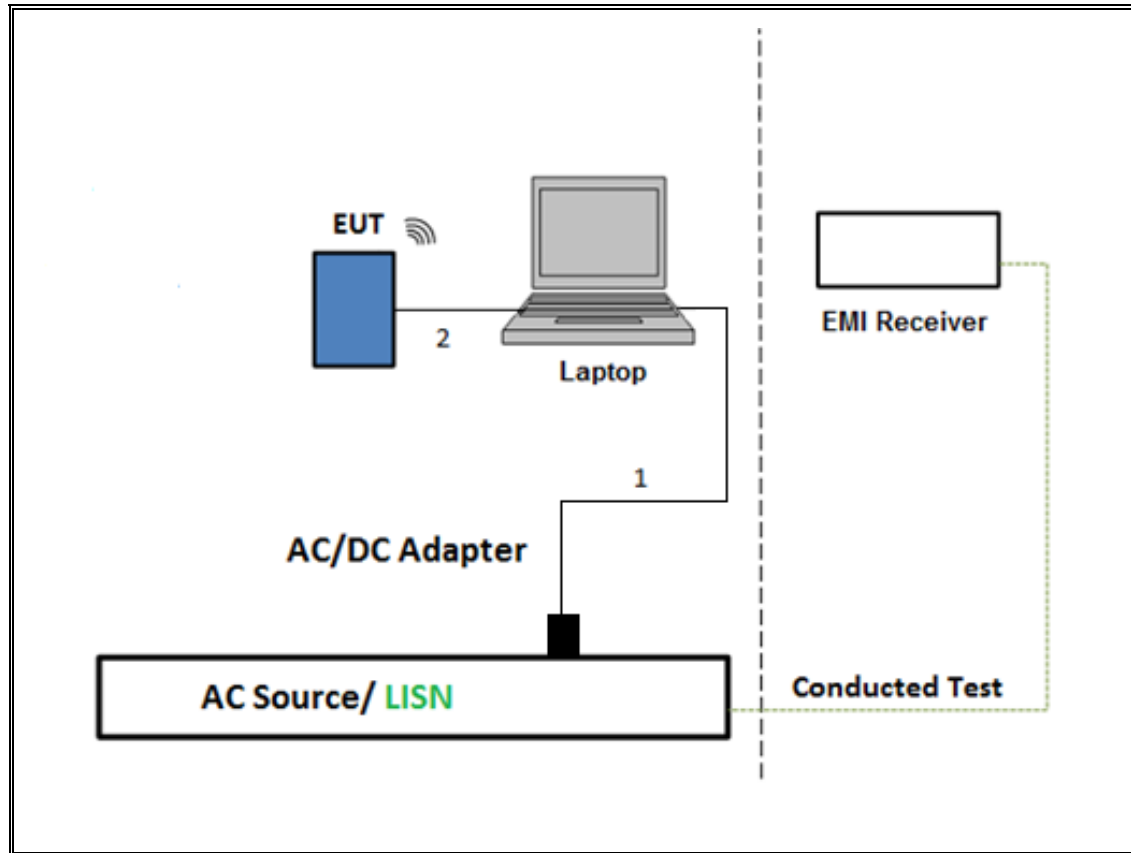 EUT
2
Laptop
EMI Receiver
1
AC/DC Adapter
AC Source/ LISN
Conducted Test